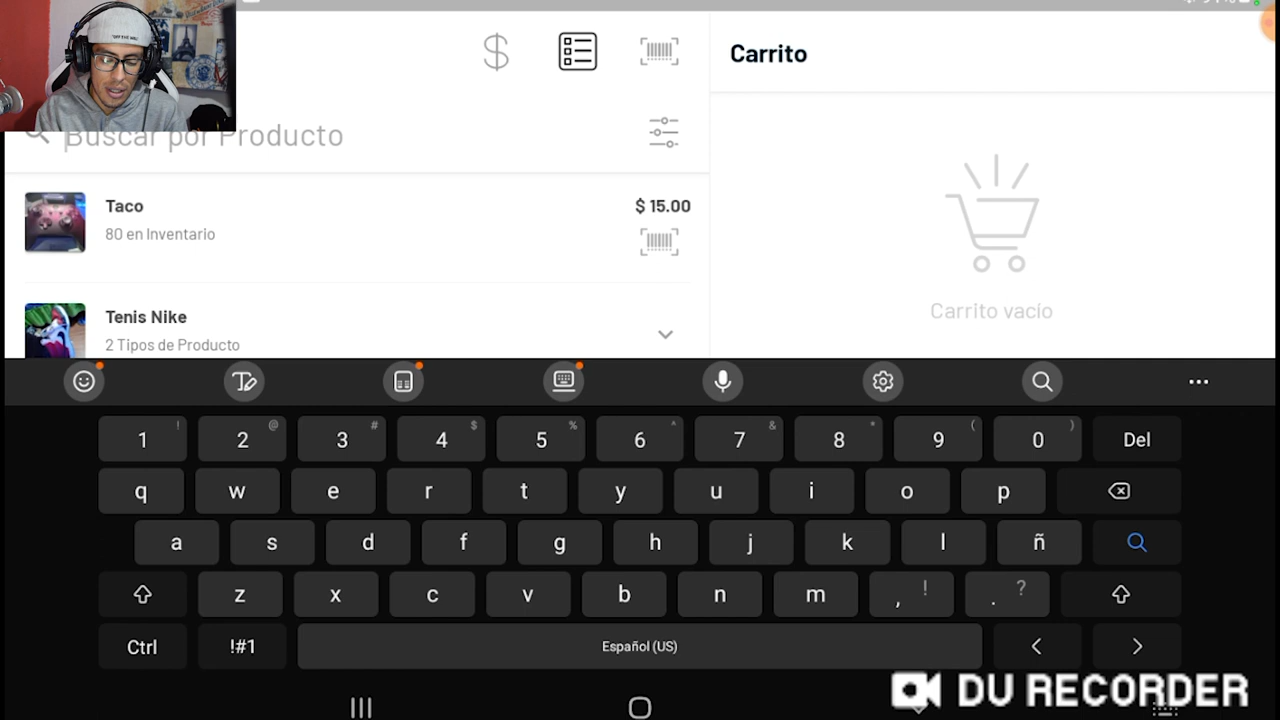 Carrito
Buscar por Producto
Taco
$ 15.00
80 en Inventario
Tenis Nike
2 Tipos de Producto
Carrito vacío
1 ! 2 @ 3 # 4 $ 5 % 6 ^ 7 & 8 * 9 ( 0 ) Del
q w e r t y u i o p
a s d f g h j k l ñ
z x c v b n m , ! . ?
Ctrl !#1 Español (US) < >
DU RECORDER